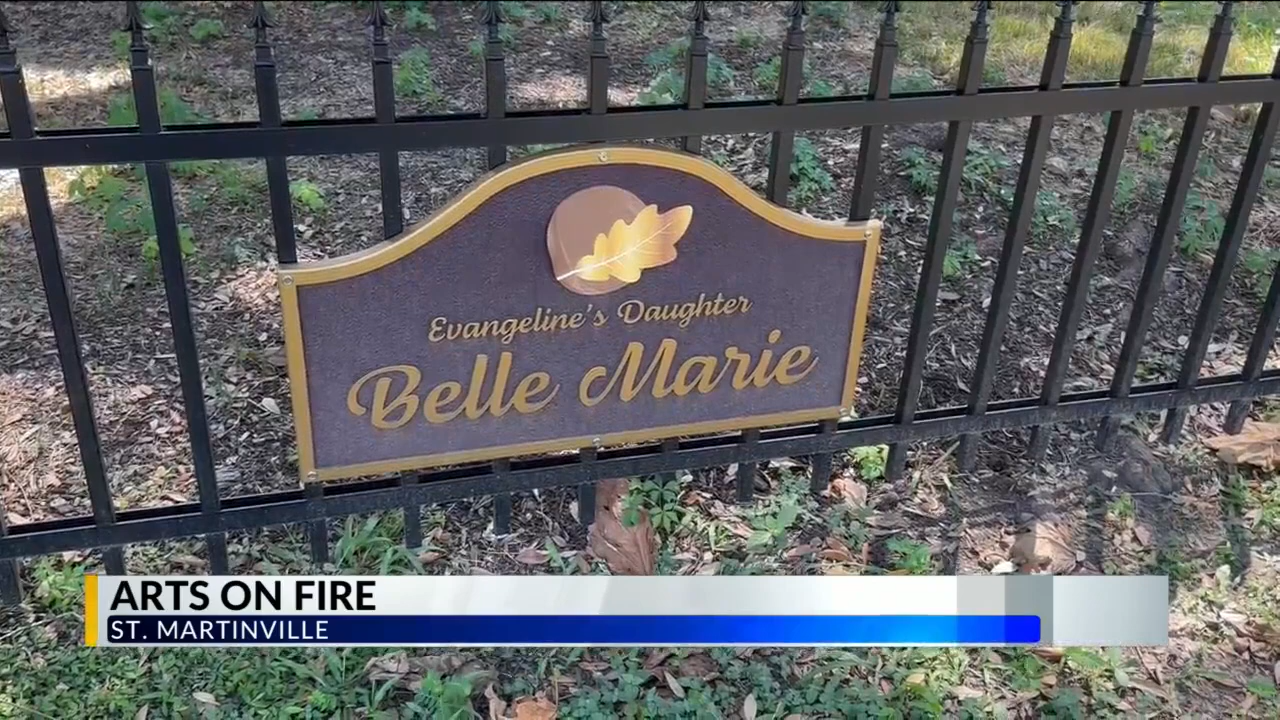 Evangeline's Daughter
Belle Marie
ARTS ON FIRE
ST. MARTINVILLE